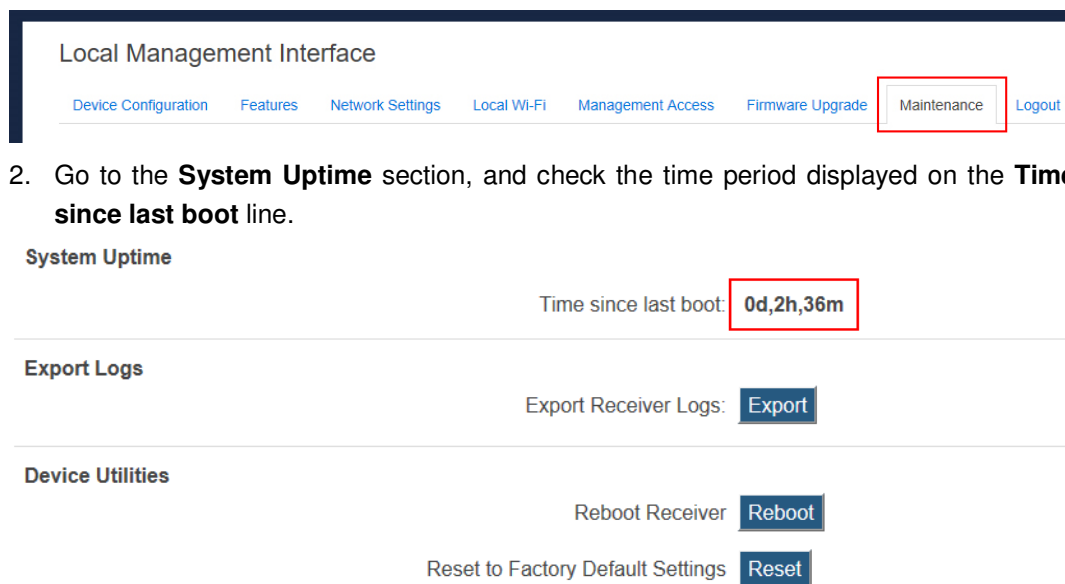 Local Management Interface
Device Configuration Features Network Settings Local Wi-Fi Management Access Firmware Upgrade Maintenance Logout
2. Go to the System Uptime section, and check the time period displayed on the Time
since last boot line.
System Uptime
Time since last boot: 0d,2h,36m
Export Logs
Export Receiver Logs: Export
Device Utilities
Reboot Receiver Reboot
Reset to Factory Default Settings Reset